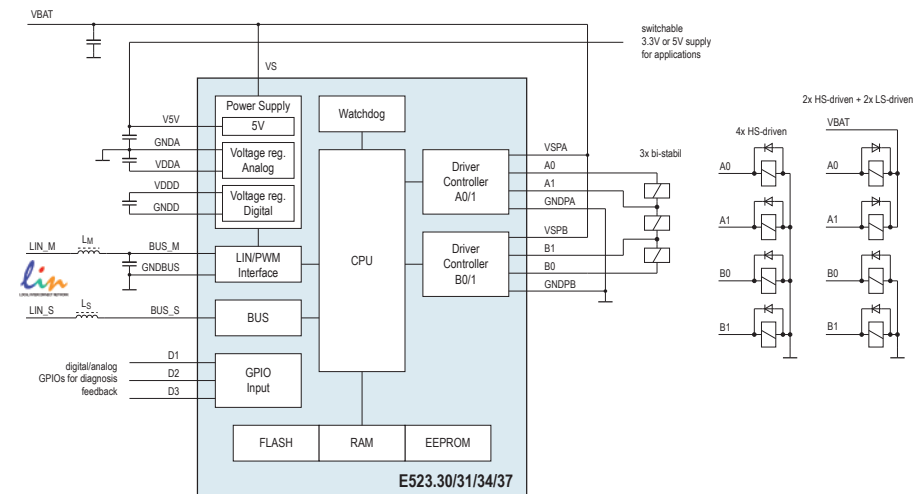 VBAT
switchable
3.3V or 5V supply
for applications
VS
2x HS-driven + 2x LS-driven
4x HS-driven
VBAT
Power Supply
5V
Watchdog
V5V
GNDA
VDDA
Voltage reg.
Analog
VDDD
GNDD
Voltage reg.
Digital
Driver
Controller
A0/1
VSPA
A0
A1
GNDPA
3x bi-stabil
Driver
Controller
B0/1
VSPB
B1
B0
GNDPB
CPU
LIN_M
LM
BUS_M
GNDBUS
LIN/PWM
Interface
Lin
LIN_S
LS
BUS_S
BUS
digital/analog
GPIOs for diagnosis
feedback
D1
D2
D3
GPIO
Input
FLASH
RAM
EEPROM
E523.30/31/34/37
A0
A1
B0
B1
A0
A1
B0
B1